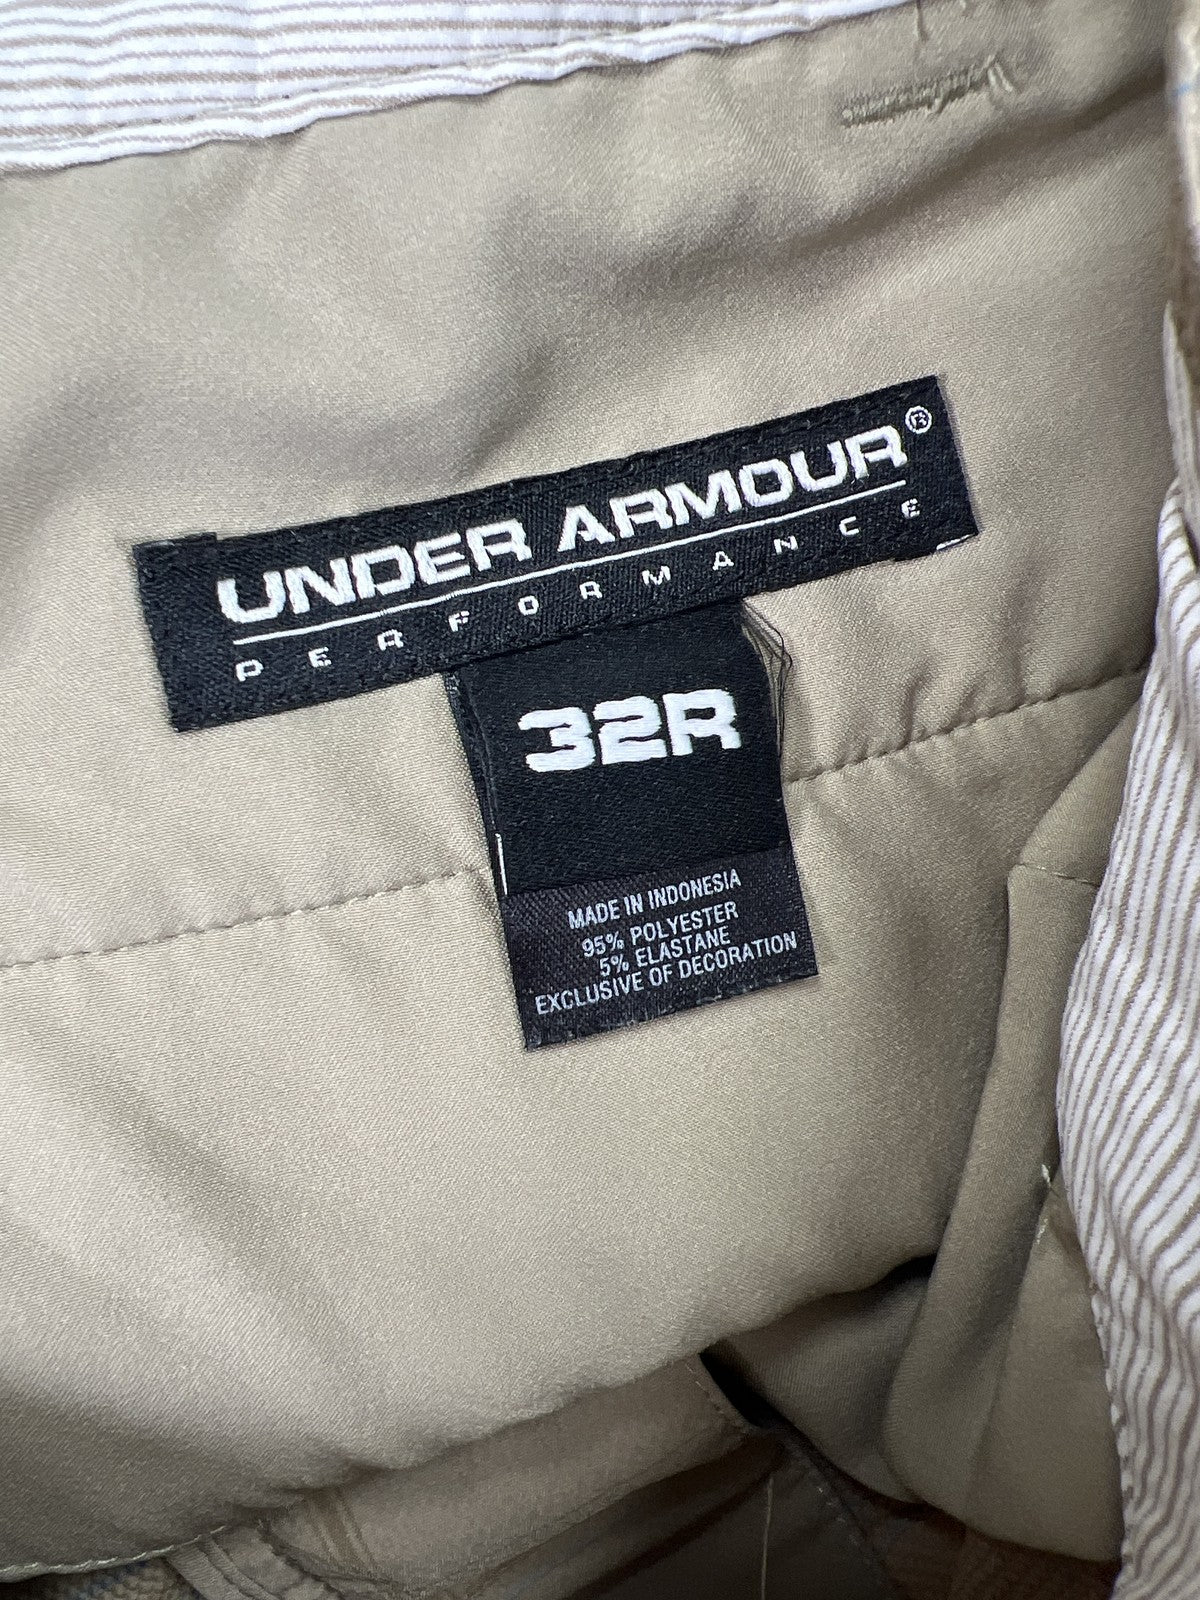 UNDER ARMOUR®
PERFORMANCE
32R
MADE IN INDONESIA
95% POLYESTER
5% ELASTANE
EXCLUSIVE OF DECORATION